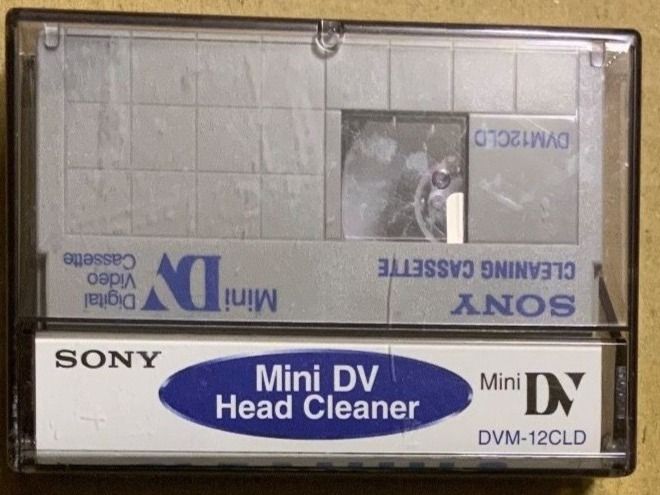 DVM12CLD
CLEANING CASSETTE
SONY
Mini DV Digital Video Cassette
SONY
Mini DV
Head Cleaner
Mini DV
DVM-12CLD